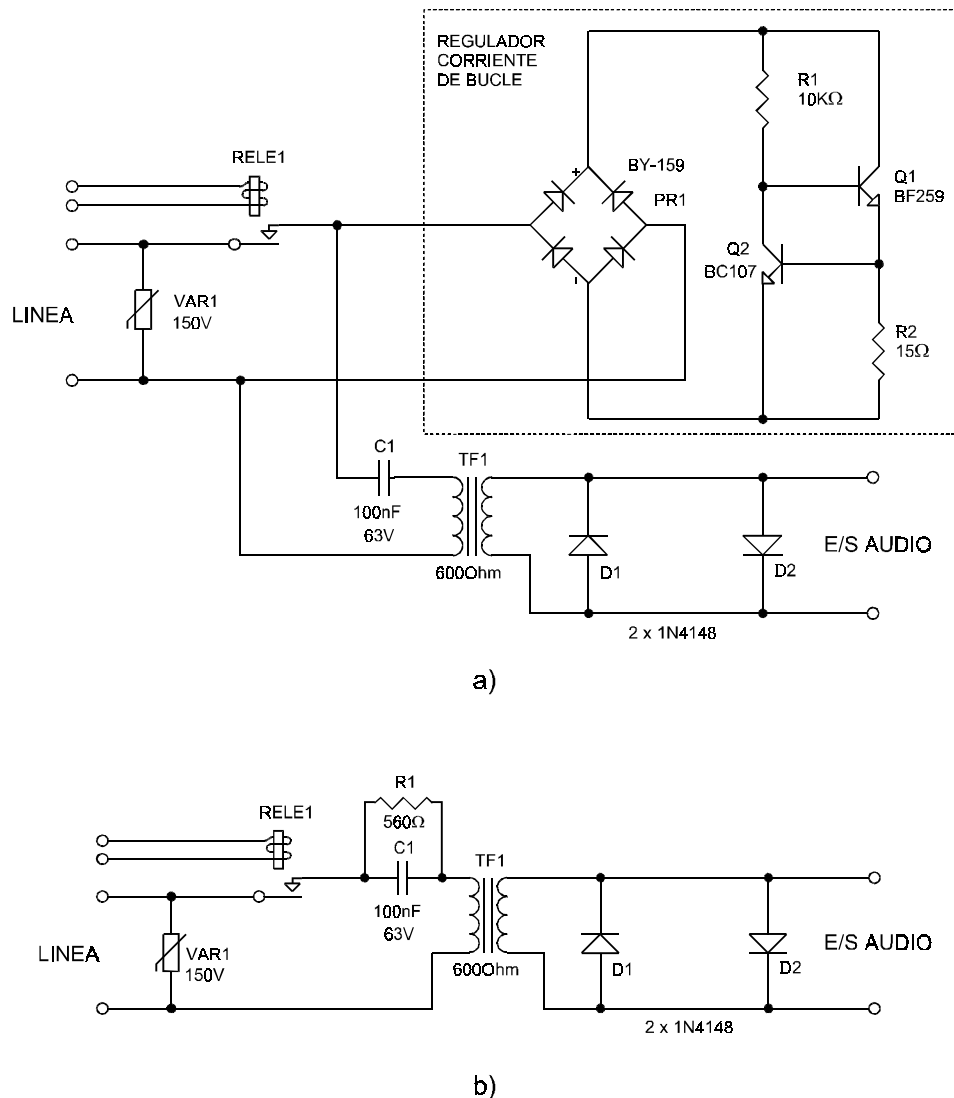 REGULADOR
CORRIENTE
DE BUCLE
R1
10KΩ
RELE1
BY-159
PR1
Q1
BF259
Q2
BC107
+
-
VAR1
150V
LINEA
R2
15Ω
C1
100nF
63V
TF1
600Ohm
D1
D2
E/S AUDIO
2 x 1N4148
a)
R1
560Ω
RELE1
C1
100nF
63V
TF1
600Ohm
LINEA
VAR1
150V
D1
D2
E/S AUDIO
2 x 1N4148
b)